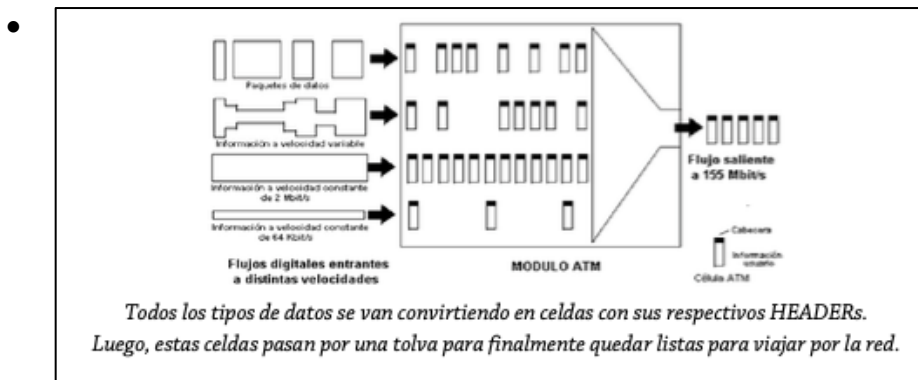 Paquetes de datos
Información a velocidad variable
Información a velocidad constante
de 2 Mbit/s
Información a velocidad constante
de 64 Kbit/s
Flujos digitales entrantes
a distintas velocidades
MODULO ATM
Flujo saliente
a 155 Mbit/s
Cabecera
Información
usuario
Célula ATM
Todos los tipos de datos se van convirtiendo en celdas con sus respectivos HEADERs.
Luego, estas celdas pasan por una tolva para finalmente quedar listas para viajar por la red.